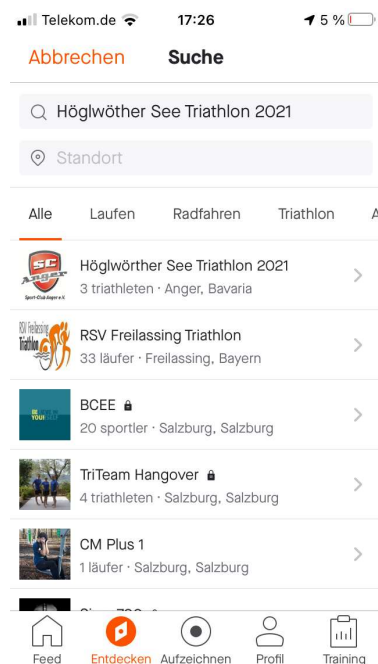 Telekom.de 17:26 5 %
Abbrechen Suche
Höglwöther See Triathlon 2021
Standort
Alle Laufen Radfahren Triathlon A
SC
Anger
Sport-Club Anger e.V.
Höglwörther See Triathlon 2021
3 triathleten · Anger, Bavaria
RSV Freilassing
Triathlon
RSV Freilassing Triathlon
33 läufer · Freilassing, Bayern
BCEE
20 sportler · Salzburg, Salzburg
TriTeam Hangover
4 triathleten · Salzburg, Salzburg
CM Plus 1
1 läufer · Salzburg, Salzburg
Feed Entdecken Aufzeichnen Profil Training